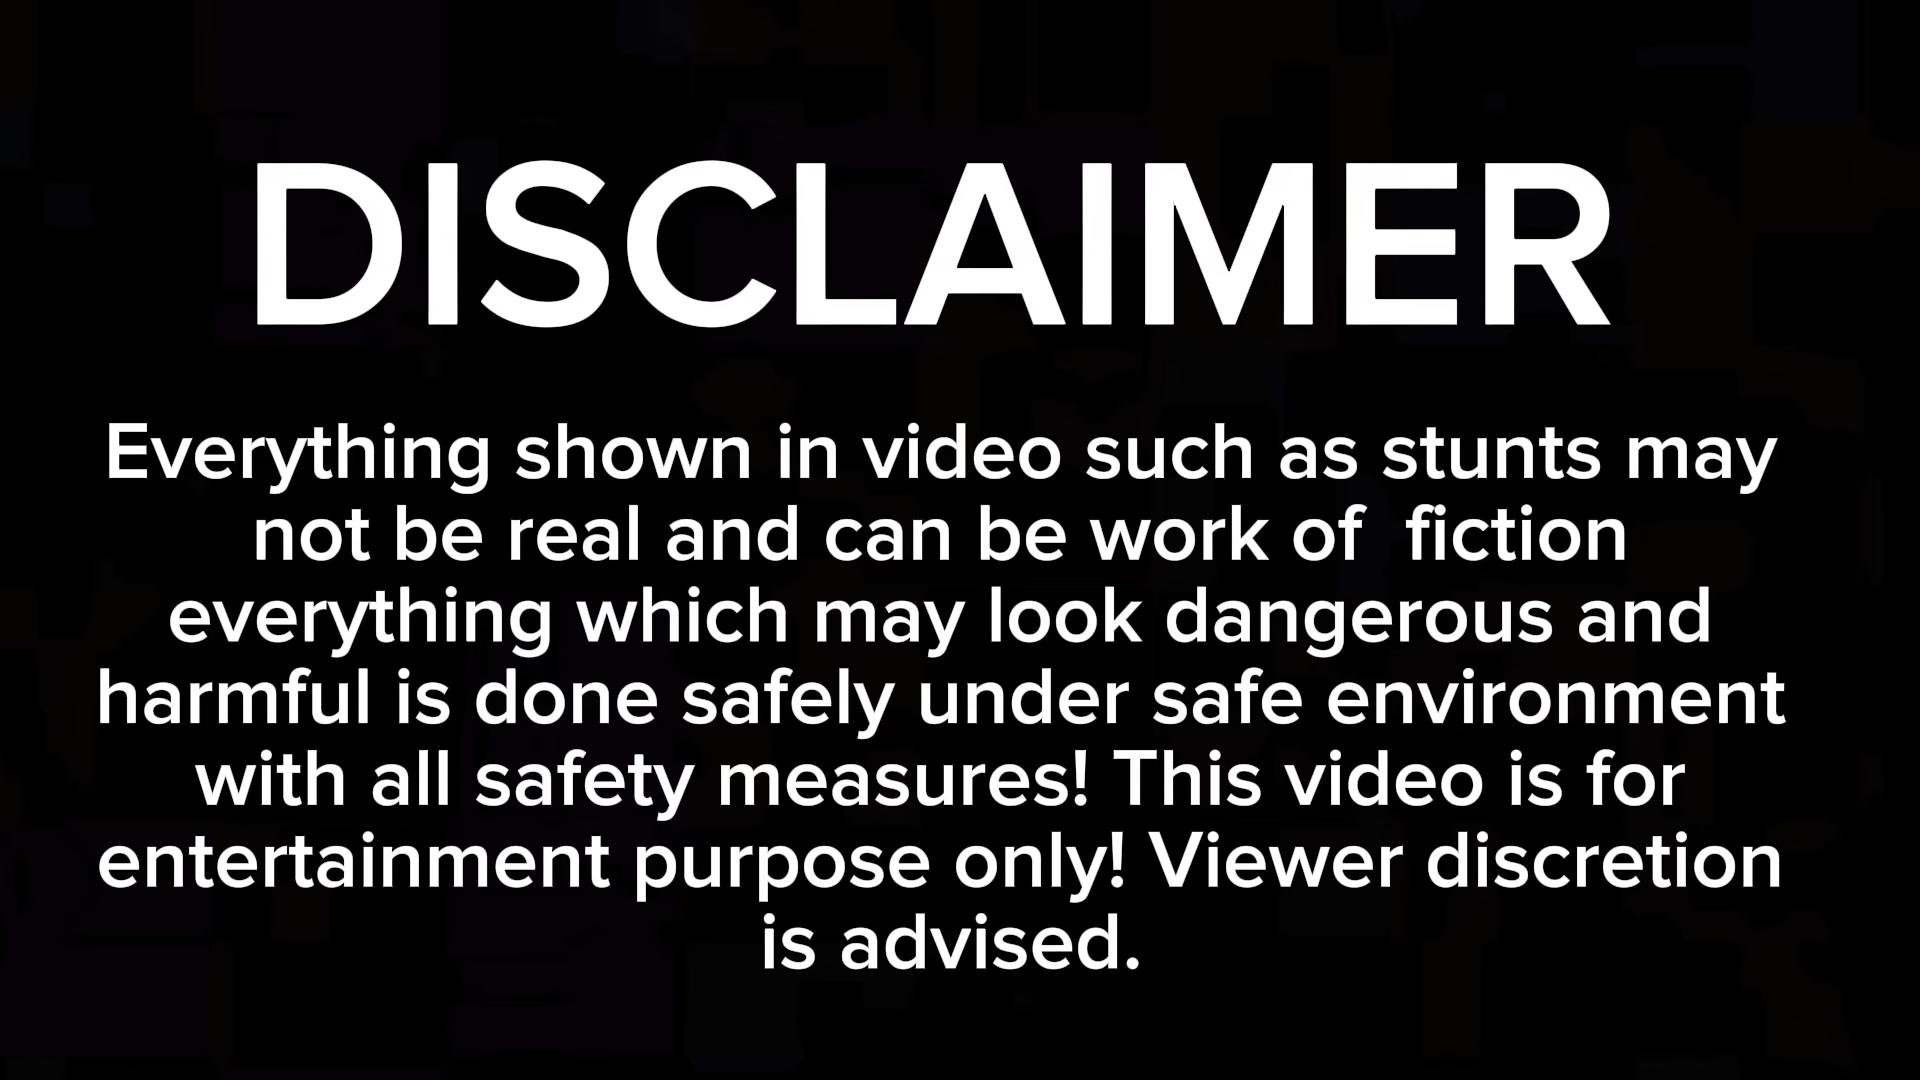 DISCLAIMER
Everything shown in video such as stunts may
not be real and can be work of  fiction
everything which may look dangerous and
harmful is done safely under safe environment
with all safety measures! This video is for
entertainment purpose only! Viewer discretion
is advised.